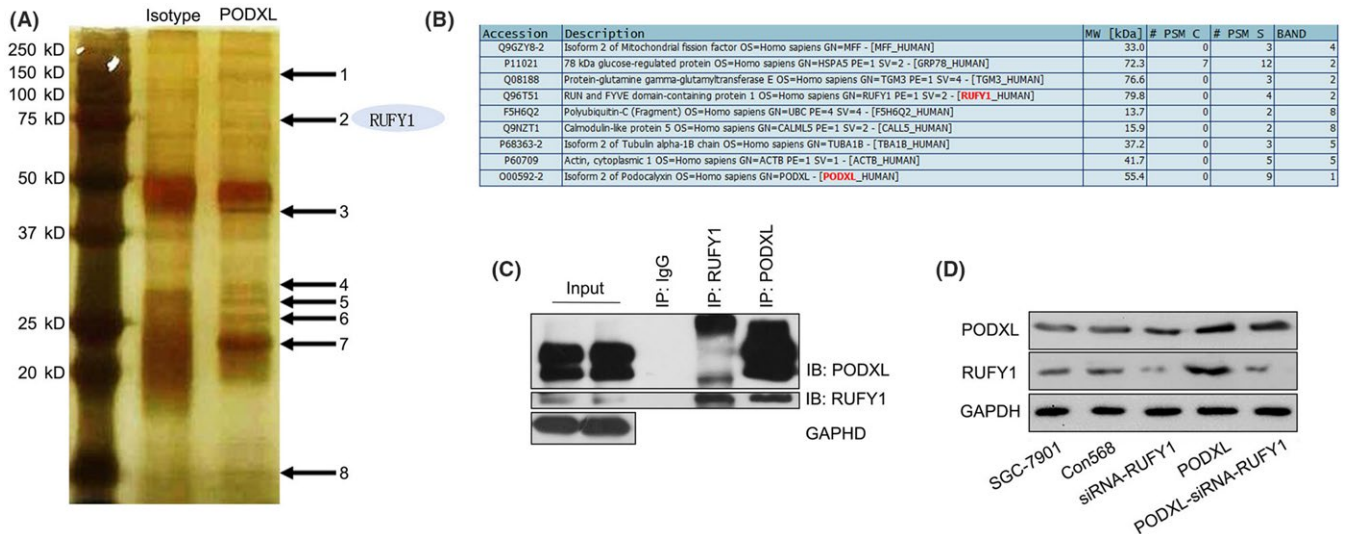 (A)
Isotype PODXL
250 kD
150 kD
100 kD
75 kD
50 kD
37 kD
25 kD
20 kD
1
2 RUFY1
3
4
5
6
7
8
(B)
Accession Description MW [kDa] # PSM C # PSM S BAND
Q9GZY8-2 Isoform 2 of Mitochondrial fission factor OS=Homo sapiens GN=MFF - [MFF_HUMAN] 33.0 0 3 4
P11021 78 kDa glucose-regulated protein OS=Homo sapiens GN=HSPA5 PE=1 SV=2 - [GRP78_HUMAN] 72.3 7 12 2
Q08188 Protein-glutamine gamma-glutamyltransferase E OS=Homo sapiens GN=TGM3 PE=1 SV=4 - [TGM3_HUMAN] 76.6 0 3 2
Q96T51 RUN and FYVE domain-containing protein 1 OS=Homo sapiens GN=RUFY1 PE=1 SV=2 - [RUFY1_HUMAN] 79.8 0 4 2
F5H6Q2 Polyubiquitin-C (Fragment) OS=Homo sapiens GN=UBC PE=4 SV=4 - [F5H6Q2_HUMAN] 13.7 0 2 8
Q9NZT1 Calmodulin-like protein 5 OS=Homo sapiens GN=CALML5 PE=1 SV=2 - [CALL5_HUMAN] 15.9 0 2 8
P68363-2 Isoform 2 of Tubulin alpha-1B chain OS=Homo sapiens GN=TUBA1B - [TBA1B_HUMAN] 37.2 0 3 5
P60709 Actin, cytoplasmic 1 OS=Homo sapiens GN=ACTB PE=1 SV=1 - [ACTB_HUMAN] 41.7 0 5 5
O00592-2 Isoform 2 of Podocalyxin OS=Homo sapiens GN=PODXL - [PODXL_HUMAN] 55.4 0 9 1
(C)
Input
IP: IgG
IP: RUFY1
IP: PODXL
IB: PODXL
IB: RUFY1
GAPHD
(D)
PODXL
RUFY1
GAPDH
SGC-7901
Con568
siRNA-RUFY1
PODXL
PODXL-siRNA-RUFY1